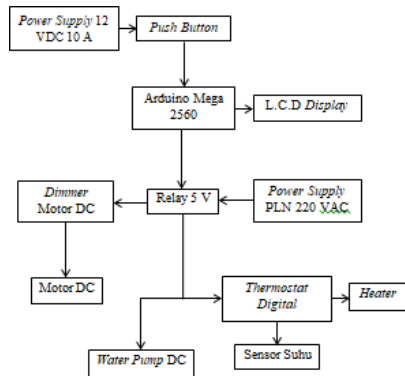 Power Supply 12
VDC 10 A
Push Button
Arduino Mega
2560
L.C.D Display
Dimmer
Motor DC
Relay 5 V
Power Supply
PLN 220 VAC
Motor DC
Thermostat
Digital
Heater
Water Pump DC
Sensor Suhu